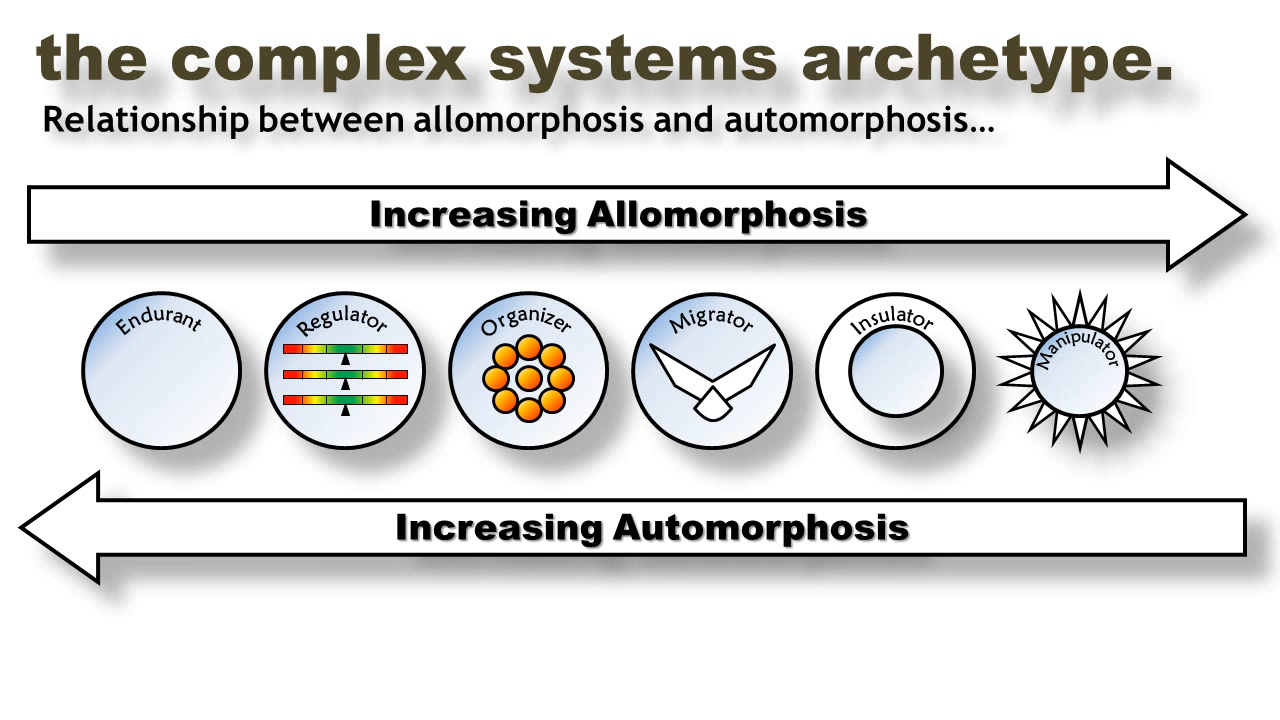 the complex systems archetype.
Relationship between allomorphosis and automorphosis…
Increasing Allomorphosis
Endurant
Regulator
Organizer
Migrator
Insulator
Manipulator
Increasing Automorphosis